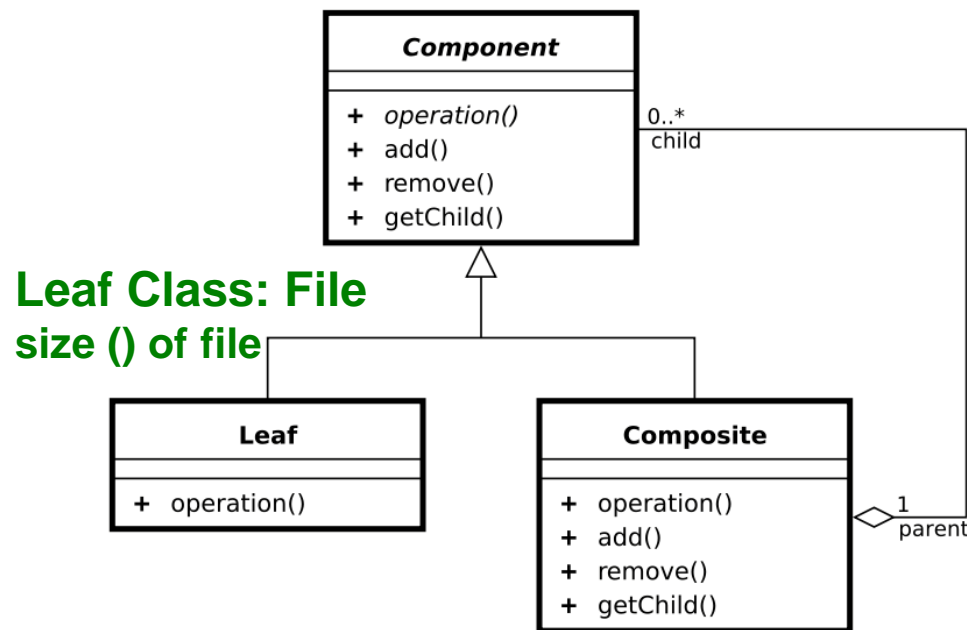 Component
+ operation()
+ add()
+ remove()
+ getChild()
0..*
child
Leaf Class: File
size () of file
Leaf
+ operation()
Composite
+ operation()
+ add()
+ remove()
+ getChild()
1
parent